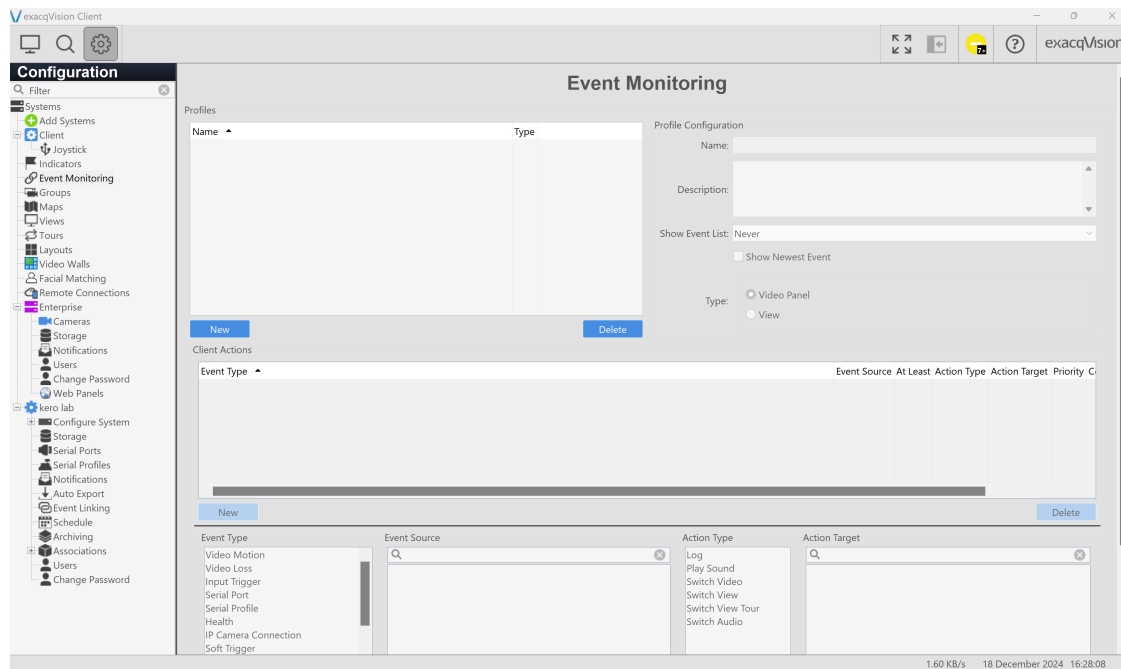 exacqVision Client
exacqVision
Configuration
Filter
Systems
Add Systems
Client
Joystick
Indicators
Event Monitoring
Groups
Maps
Views
Tours
Layouts
Video Walls
Facial Matching
Remote Connections
Enterprise
Cameras
Storage
Notifications
Users
Change Password
Web Panels
kero lab
Configure System
Storage
Serial Ports
Serial Profiles
Notifications
Auto Export
Event Linking
Schedule
Archiving
Associations
Users
Change Password
Event Monitoring
Profiles
Name Type
New Delete
Profile Configuration
Name:
Description:
Show Event List: Never
Show Newest Event
Type: Video Panel
View
Client Actions
Event Type Event Source At Least Action Type Action Target Priority
New Delete
Event Type Event Source Action Type Action Target
Video Motion
Video Loss
Input Trigger
Serial Port
Serial Profile
Health
IP Camera Connection
Soft Trigger
Log
Play Sound
Switch Video
Switch View
Switch View Tour
Switch Audio
1.60 KB/s 18 December 2024 16:28:08